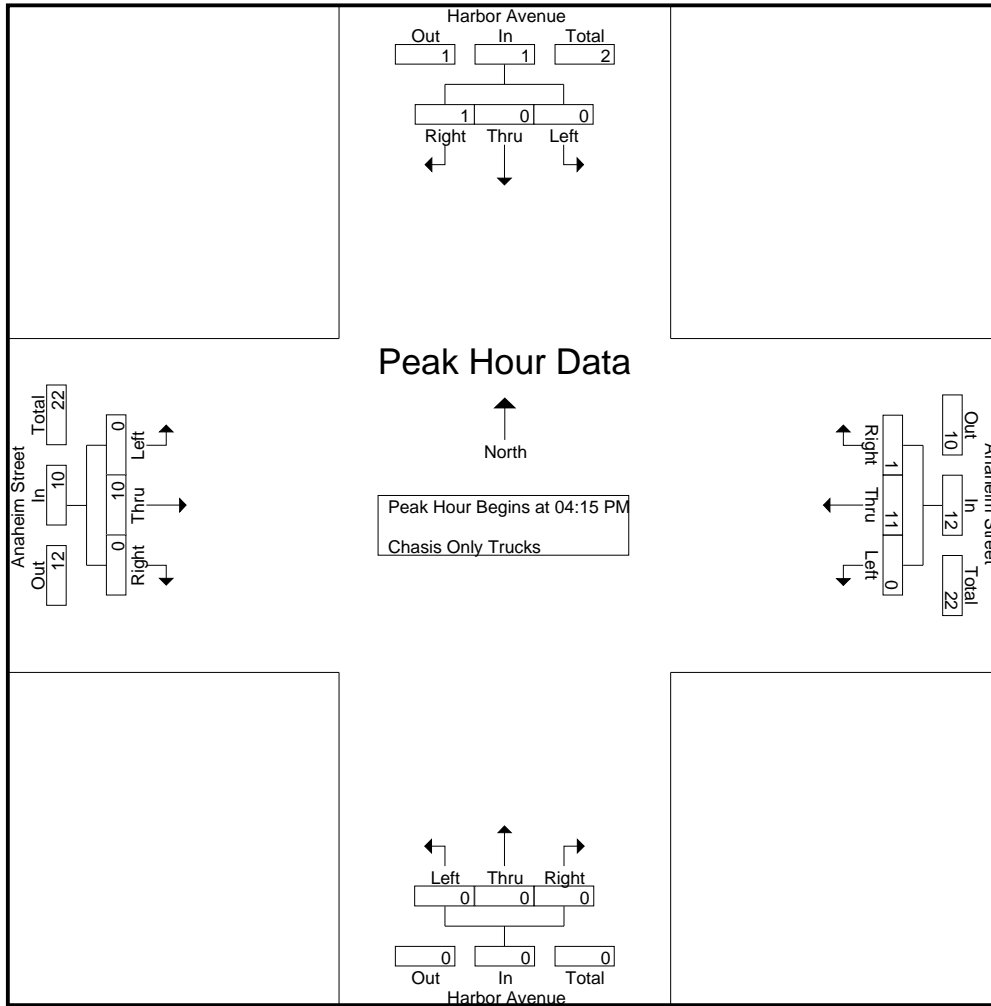 Harbor Avenue
Out In Total
1 1 2
1 0 0
Right Thru Left
Peak Hour Data
North
Peak Hour Begins at 04:15 PM
Chasis Only Trucks
Anaheim Street
Total In Out
22 10 12
0 10 0
Left Thru Right
Anaheim Street
Out In Total
10 12 22
1 11 0
Right Thru Left
Left Thru Right
0 0 0
0 0 0
Out In Total
Harbor Avenue